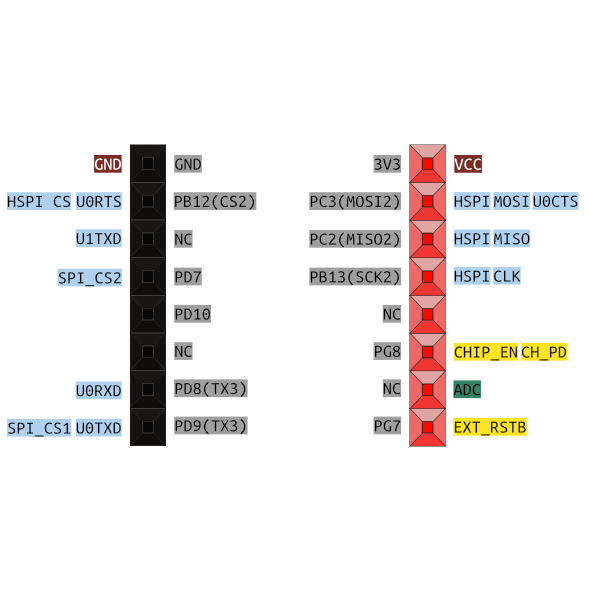 GND GND 3V3 VCC
HSPI CS U0RTS PB12(CS2) PC3(MOSI2) HSPI MOSI U0CTS
U1TXD NC PC2(MISO2) HSPI MISO
SPI_CS2 PD7 PB13(SCK2) HSPI CLK
PD10 NC
NC PG8 CHIP_EN CH_PD
U0RXD PD8(TX3) NC ADC
SPI_CS1 U0TXD PD9(TX3) PG7 EXT_RSTB